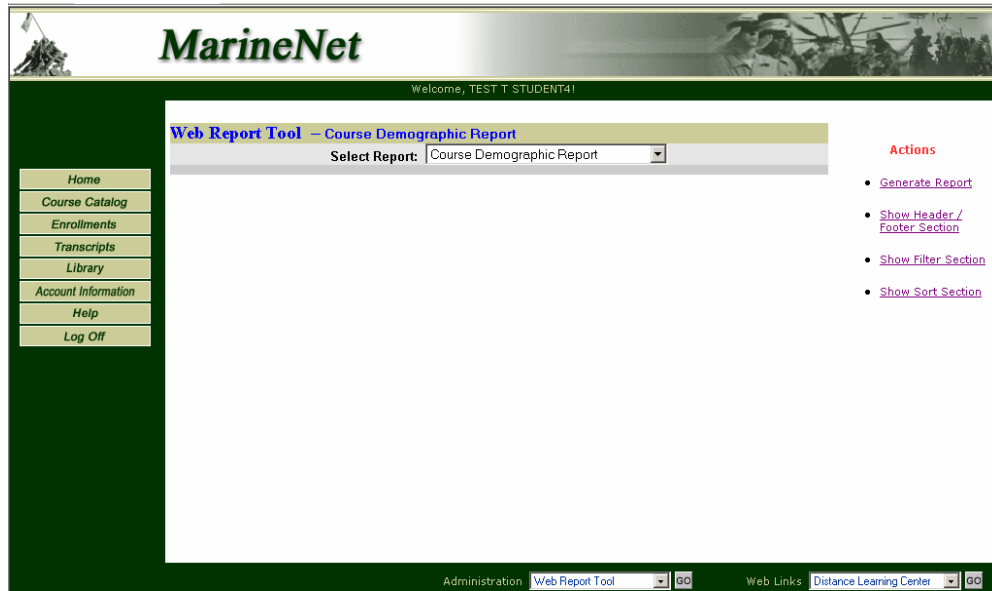 MarineNet
Welcome, TEST T STUDENT4!
Web Report Tool – Course Demographic Report
Select Report: Course Demographic Report
Home
Course Catalog
Enrollments
Transcripts
Library
Account Information
Help
Log Off
Actions
Generate Report
Show Header /
Footer Section
Show Filter Section
Show Sort Section
Administration Web Report Tool GO Web Links Distance Learning Center GO